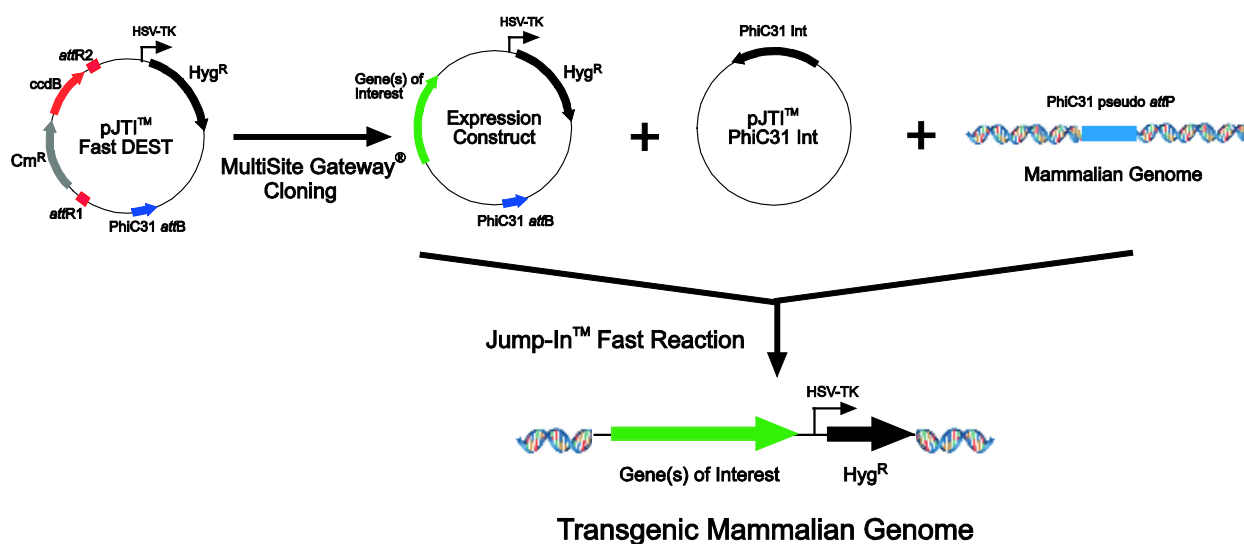 HSV-TK
attR2
HygR
ccdB
pJTI™
Fast DEST
CmR
attR1
PhiC31 attB
MultiSite Gateway®
Cloning
HSV-TK
HygR
Gene(s) of
Interest
Expression
Construct
PhiC31 attB
+
PhiC31 Int
pJTI™
PhiC31 Int
+
PhiC31 pseudo attP
Mammalian Genome
Jump-In™ Fast Reaction
HSV-TK
Gene(s) of Interest
HygR
Transgenic Mammalian Genome